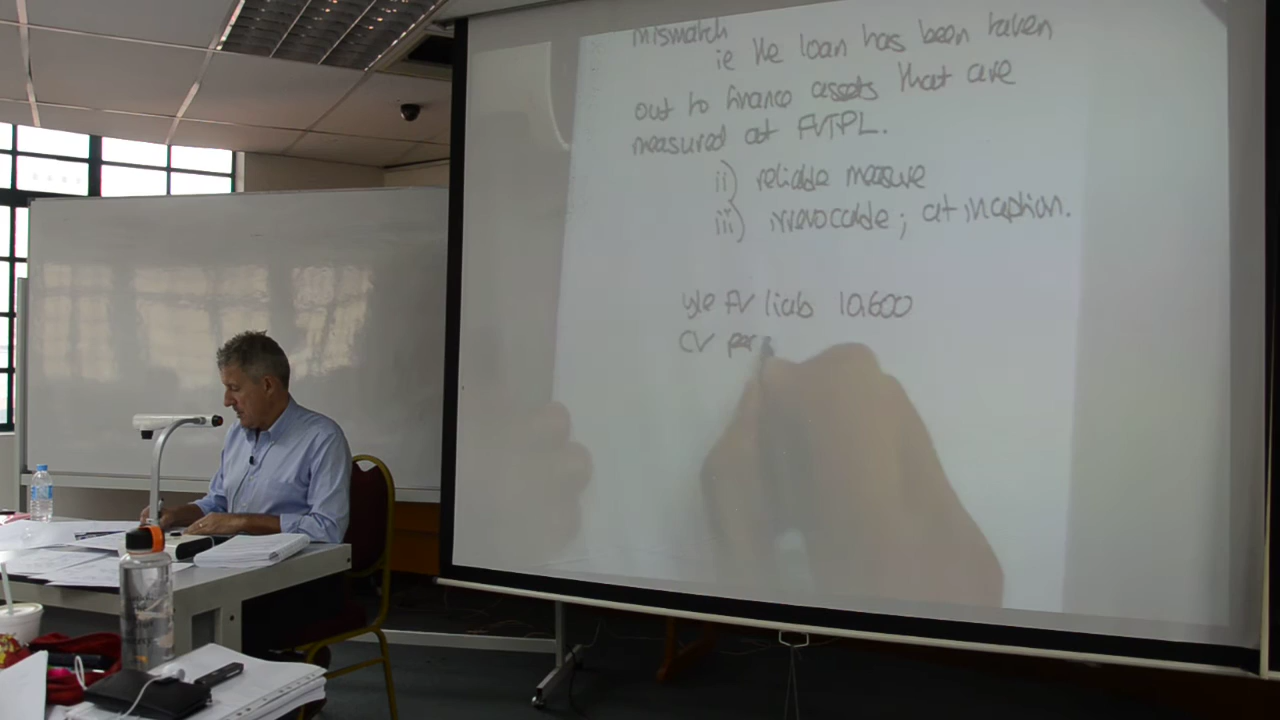 mismatch
ie the loan has been taken
out to finance assets that are
measured at FVTPL.
ii) reliable measure
iii) irrevocable; at inception.
y/e FV liab 10,600
CV per